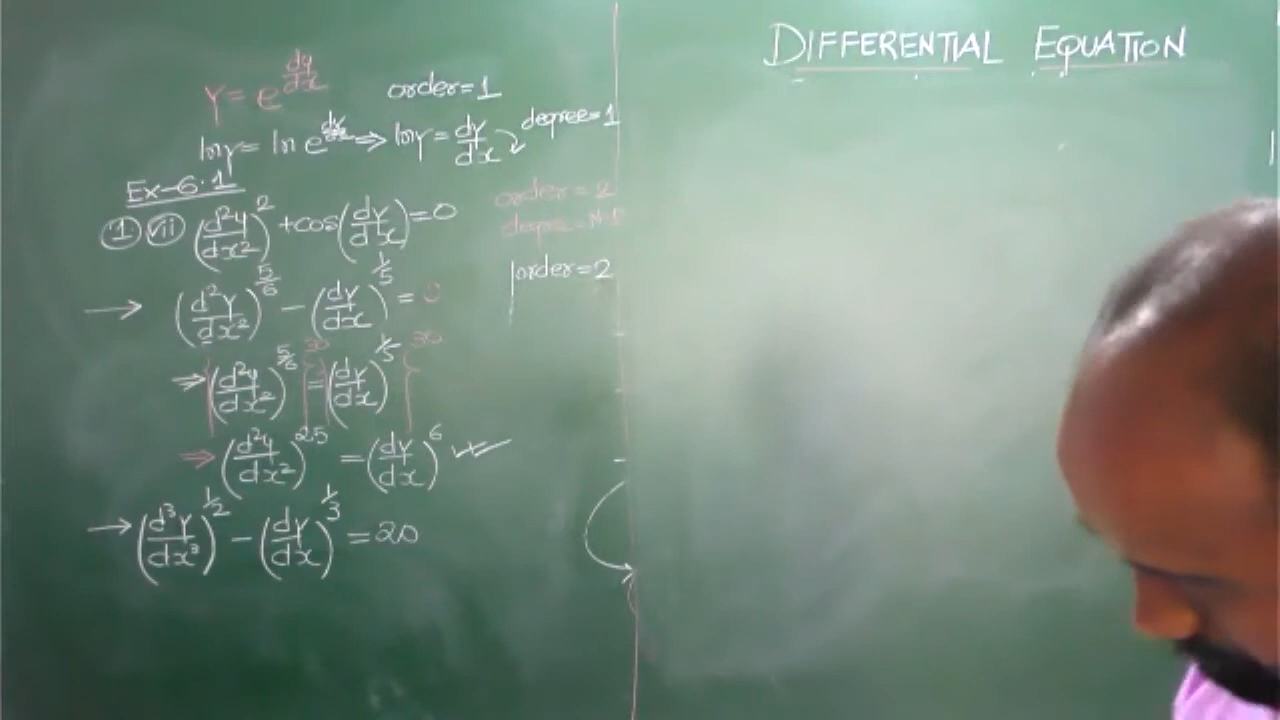 DIFFERENTIAL EQUATION
Y = e^(dy/dx) order=1
lny = ln e^(dy/dx) ⇒ lny = dy/dx degree=1
Ex-6.1
① (vii) (d²y/dx²)² + cos(dy/dx) = 0 order=2
degree=N.D
→ (d²y/dx²)^(5/6) − (dy/dx)^(1/5) = 0 order=2
⇒ {(d²y/dx²)^(5/6)}^30 = {(dy/dx)^(1/5)}^30
⇒ (d²y/dx²)^25 = (dy/dx)^6
→ (d³y/dx³)^(1/2) − (dy/dx)^(1/3) = 20